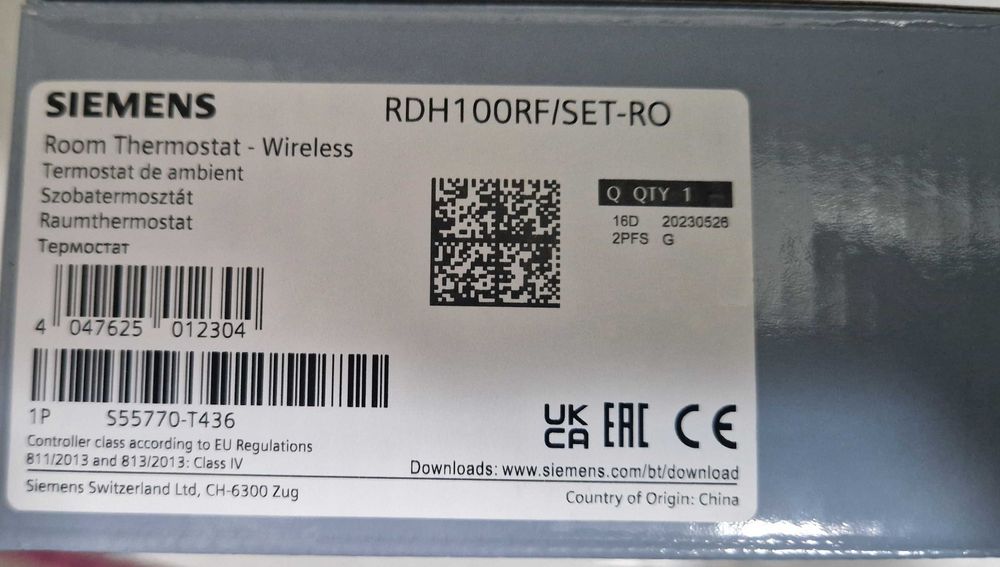 SIEMENS
RDH100RF/SET-RO
Room Thermostat - Wireless
Termostat de ambient
Szobatermosztát
Raumthermostat
Термостат
Q QTY 1
16D 20230526
2PFS G
4 047625 012304
1P S55770-T436
Controller class according to EU Regulations
811/2013 and 813/2013: Class IV
UK
CA
EAC
CE
Downloads: www.siemens.com/bt/download
Siemens Switzerland Ltd, CH-6300 Zug
Country of Origin: China